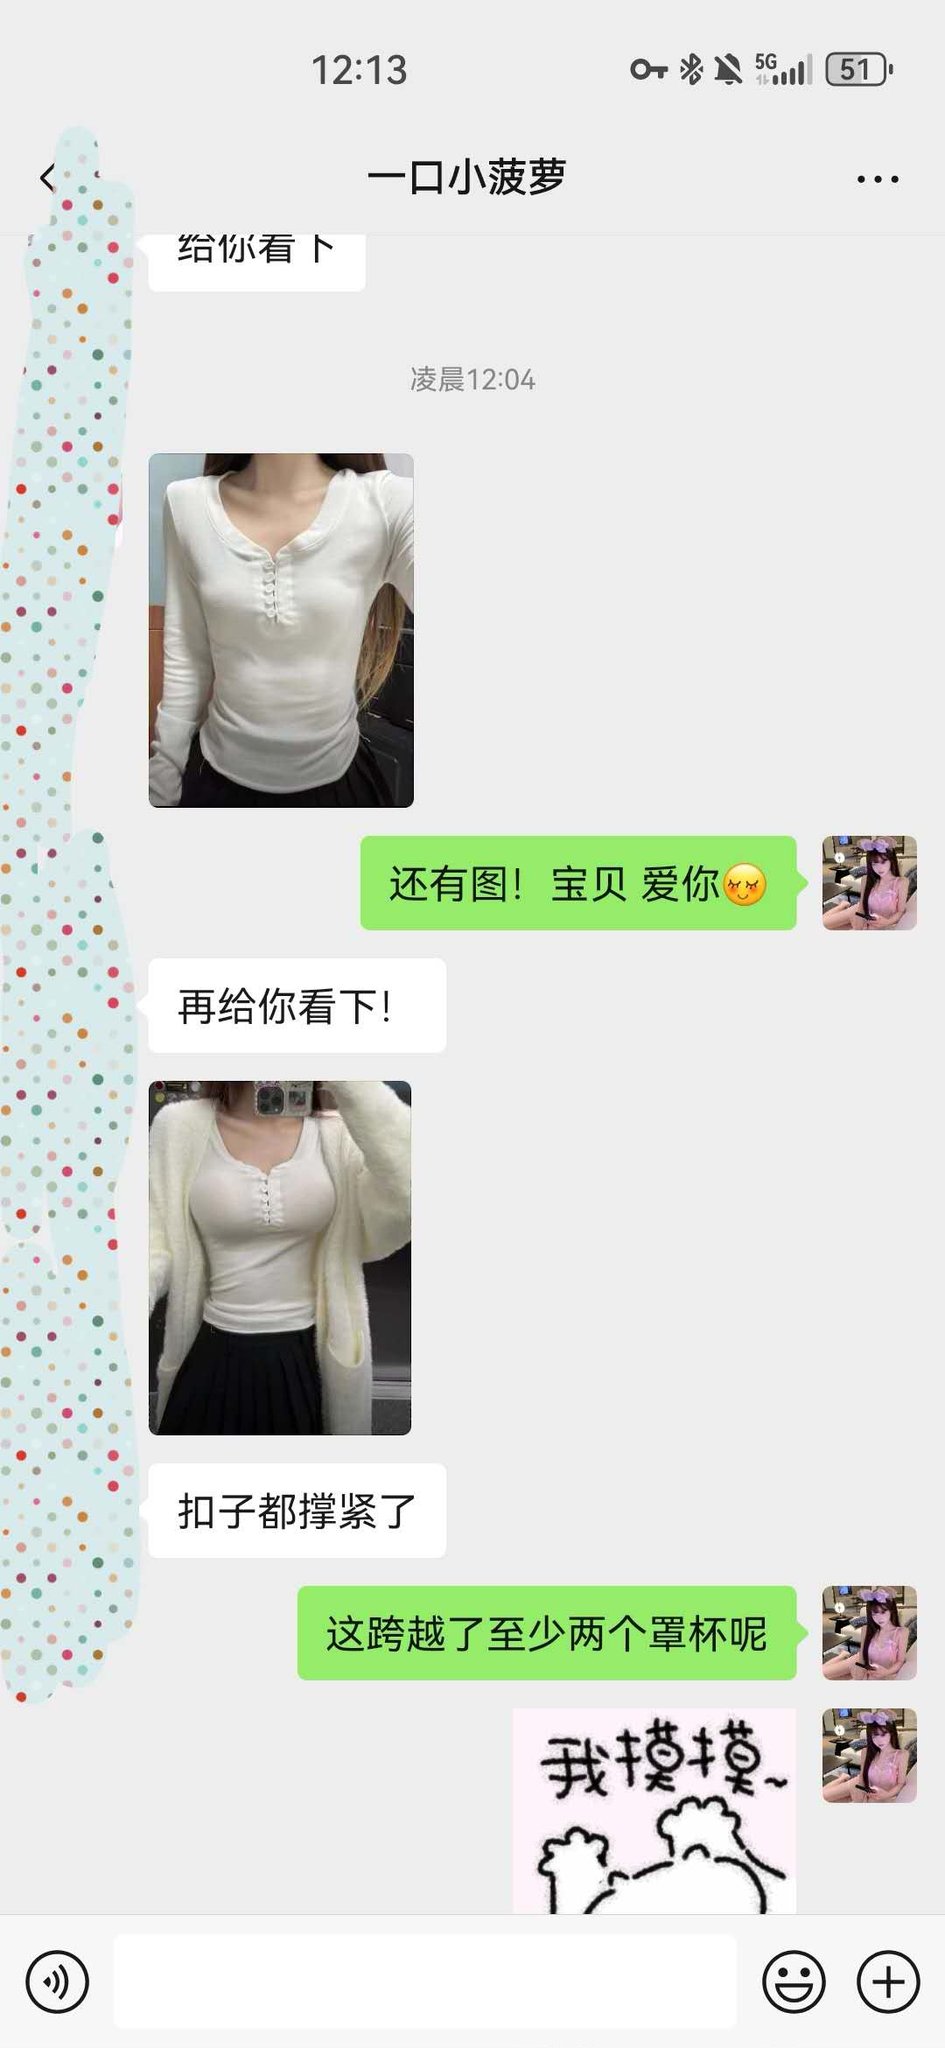 12:13
5G
51
一口小菠萝
给你看下
凌晨12:04
还有图！宝贝 爱你
再给你看下！
扣子都撑紧了
这跨越了至少两个罩杯呢
我摸摸~